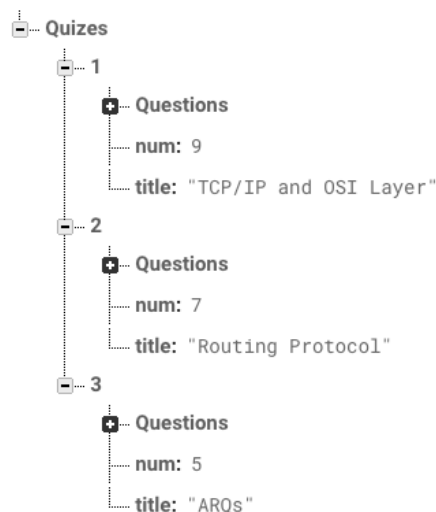 Quizes
1
Questions
num: 9
title: "TCP/IP and OSI Layer"
2
Questions
num: 7
title: "Routing Protocol"
3
Questions
num: 5
title: "ARQs"